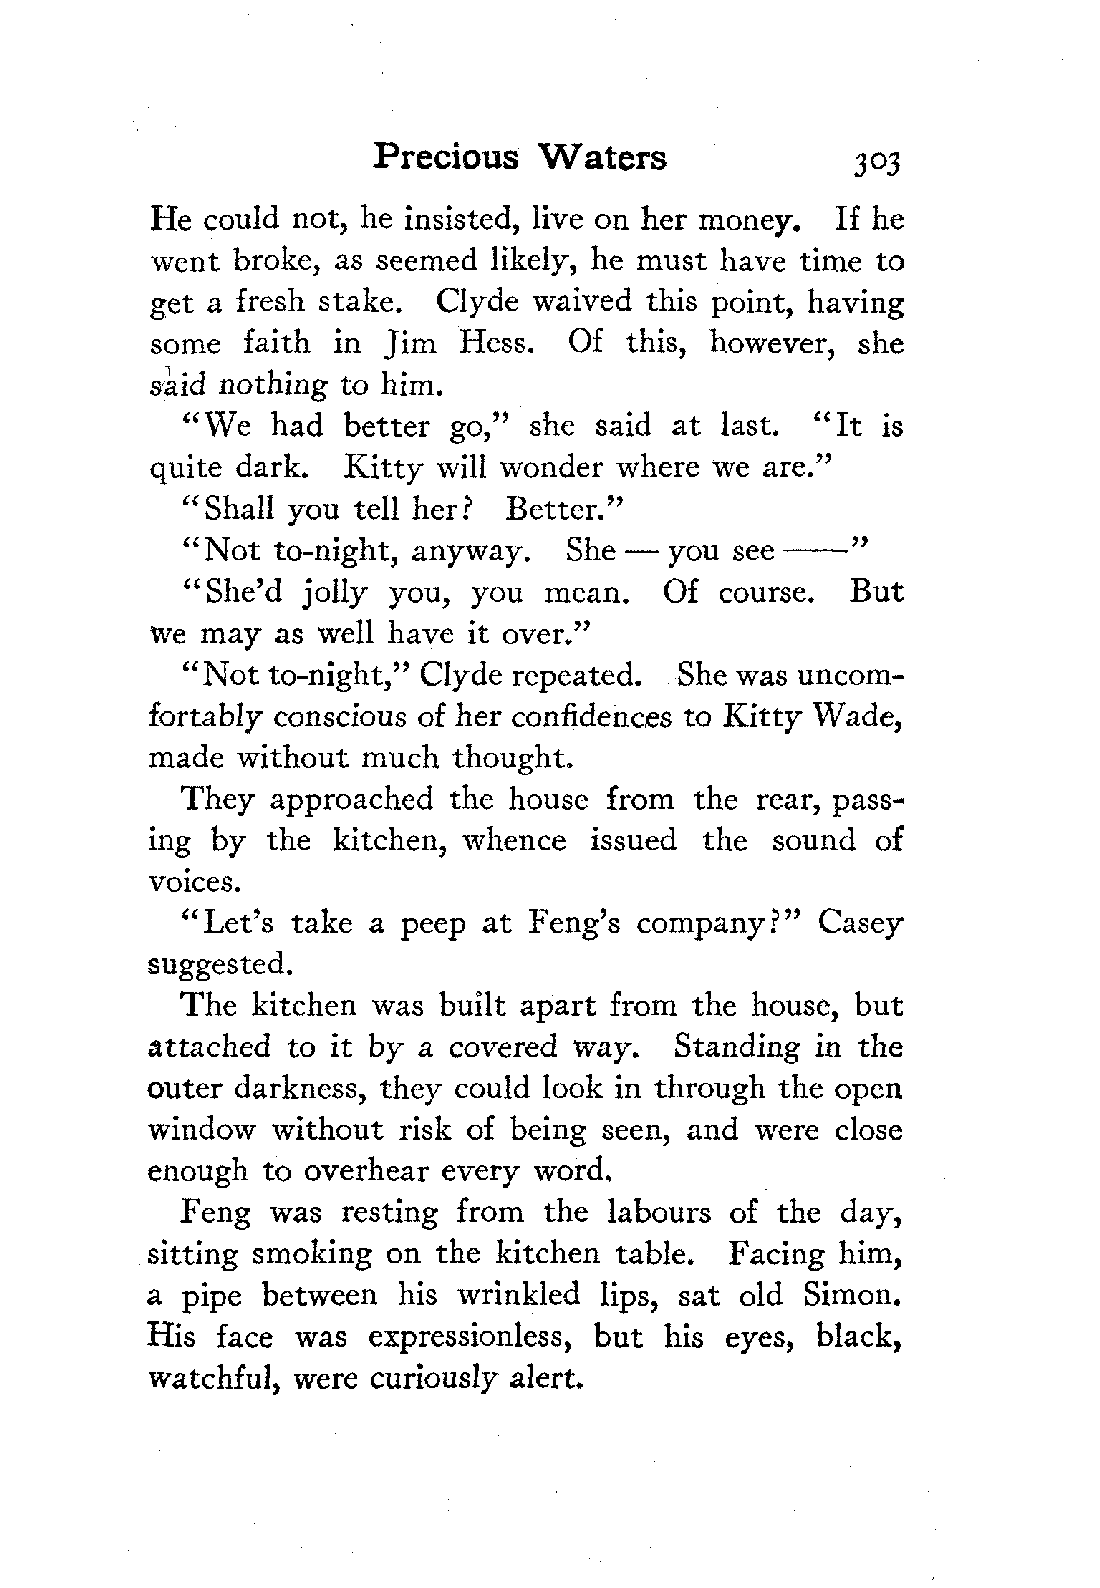 Precious Waters 303
He could not, he insisted, live on her money. If he
went broke, as seemed likely, he must have time to
get a fresh stake. Clyde waived this point, having
some faith in Jim Hess. Of this, however, she
said nothing to him.
"We had better go," she said at last. "It is
quite dark. Kitty will wonder where we are."
"Shall you tell her? Better."
"Not to-night, anyway. She — you see ——"
"She'd jolly you, you mean. Of course. But
we may as well have it over."
"Not to-night," Clyde repeated. She was uncom-
fortably conscious of her confidences to Kitty Wade,
made without much thought.
They approached the house from the rear, pass-
ing by the kitchen, whence issued the sound of
voices.
"Let's take a peep at Feng's company?" Casey
suggested.
The kitchen was built apart from the house, but
attached to it by a covered way. Standing in the
outer darkness, they could look in through the open
window without risk of being seen, and were close
enough to overhear every word.
Feng was resting from the labours of the day,
sitting smoking on the kitchen table. Facing him,
a pipe between his wrinkled lips, sat old Simon.
His face was expressionless, but his eyes, black,
watchful, were curiously alert.